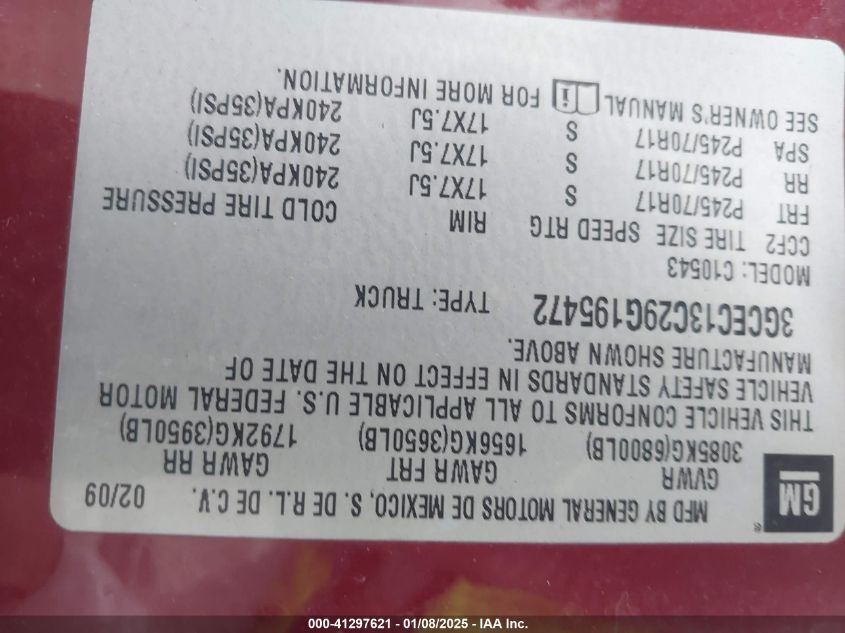 GM
MFD BY GENERAL MOTORS DE MEXICO, S. DE R.L. DE C.V. 02/09
GVWR GAWR FRT GAWR RR
3085KG(6800LB) 1656KG(3650LB) 1792KG(3950LB)
THIS VEHICLE CONFORMS TO ALL APPLICABLE U.S. FEDERAL MOTOR
VEHICLE SAFETY STANDARDS IN EFFECT ON THE DATE OF
MANUFACTURE SHOWN ABOVE.
3GCEC13C29G195472 TYPE: TRUCK
MODEL: C10543
CCF2 TIRE SIZE SPEED RTG RIM COLD TIRE PRESSURE
FRT P245/70R17 S 17X7.5J 240KPA(35PSI)
RR P245/70R17 S 17X7.5J 240KPA(35PSI)
SPA P245/70R17 S 17X7.5J 240KPA(35PSI)
SEE OWNER'S MANUAL i FOR MORE INFORMATION.
000-41297621 - 01/08/2025 - IAA Inc.